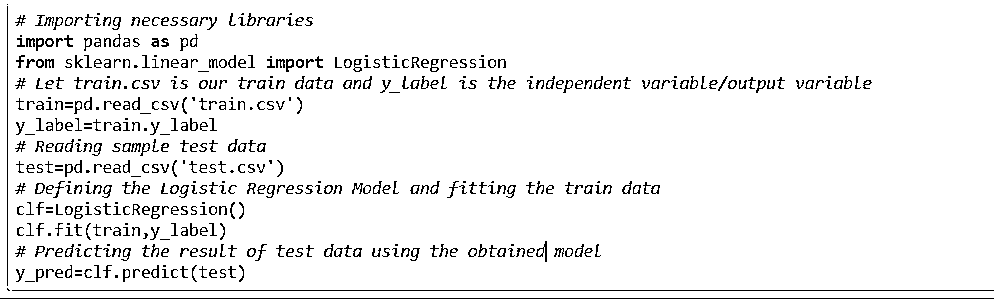 # Importing necessary libraries
import pandas as pd
from sklearn.linear_model import LogisticRegression
# Let train.csv is our train data and y_label is the independent variable/output variable
train=pd.read_csv('train.csv')
y_label=train.y_label
# Reading sample test data
test=pd.read_csv('test.csv')
# Defining the Logistic Regression Model and fitting the train data
clf=LogisticRegression()
clf.fit(train,y_label)
# Predicting the result of test data using the obtained model
y_pred=clf.predict(test)